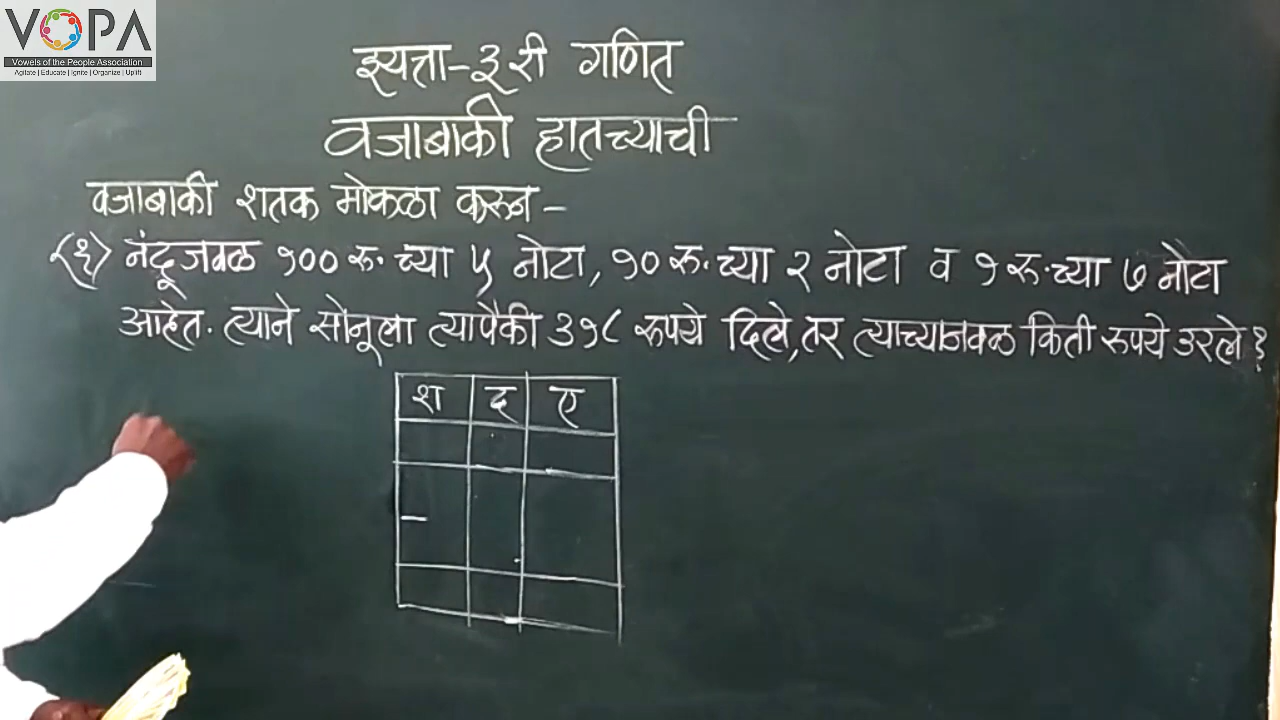 VOPA
Vowels of the People Association
Agitate | Educate | Ignite | Organize | Uplift
इयत्ता-३री गणित
वजाबाकी हातच्याची
वजाबाकी शतक मोकळा करून -
(१) नंदूजवळ १०० रु. च्या ५ नोटा, १० रु. च्या २ नोटा व १ रु. च्या ७ नोटा
आहेत. त्याने सोनूला त्यापैकी ३१८ रुपये दिले, तर त्याच्याजवळ किती रुपये उरले ?
श द ए
-